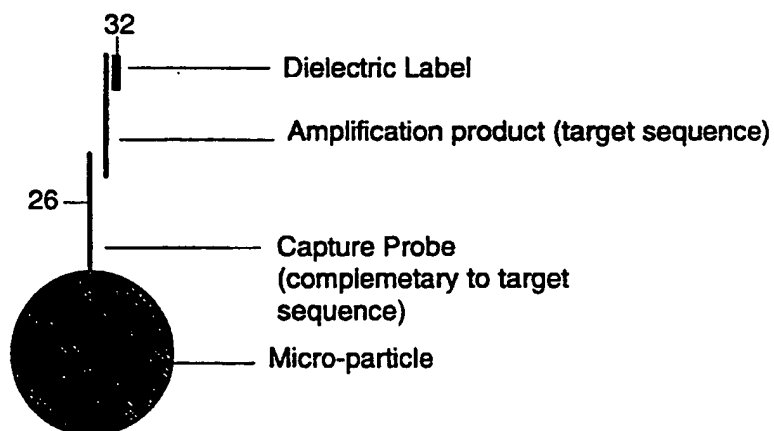 32
Dielectric Label
Amplification product (target sequence)
26
Capture Probe
(complemetary to target
sequence)
Micro-particle